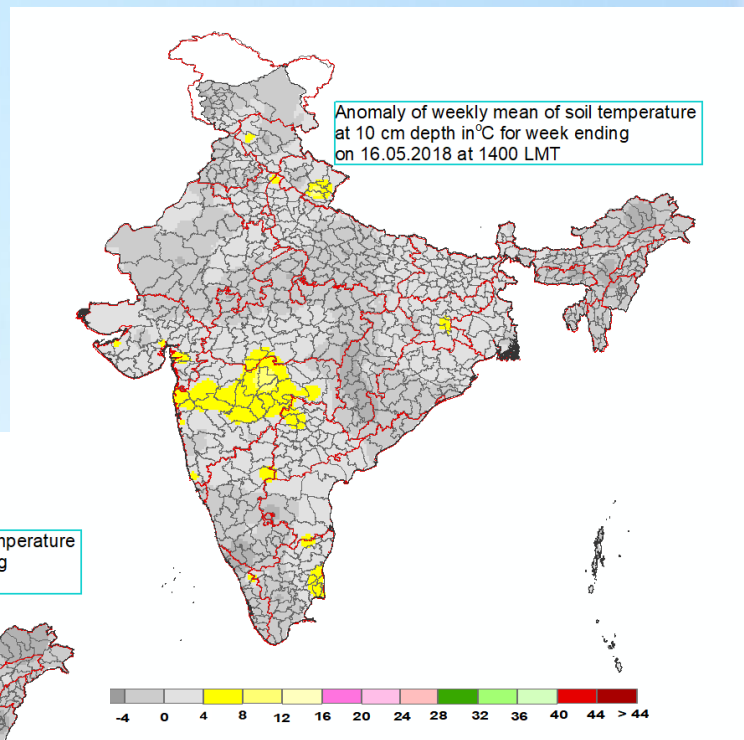 Anomaly of weekly mean of soil temperature
at 10 cm depth in°C for week ending
on 16.05.2018 at 1400 LMT
-4 0 4 8 12 16 20 24 28 32 36 40 44 > 44